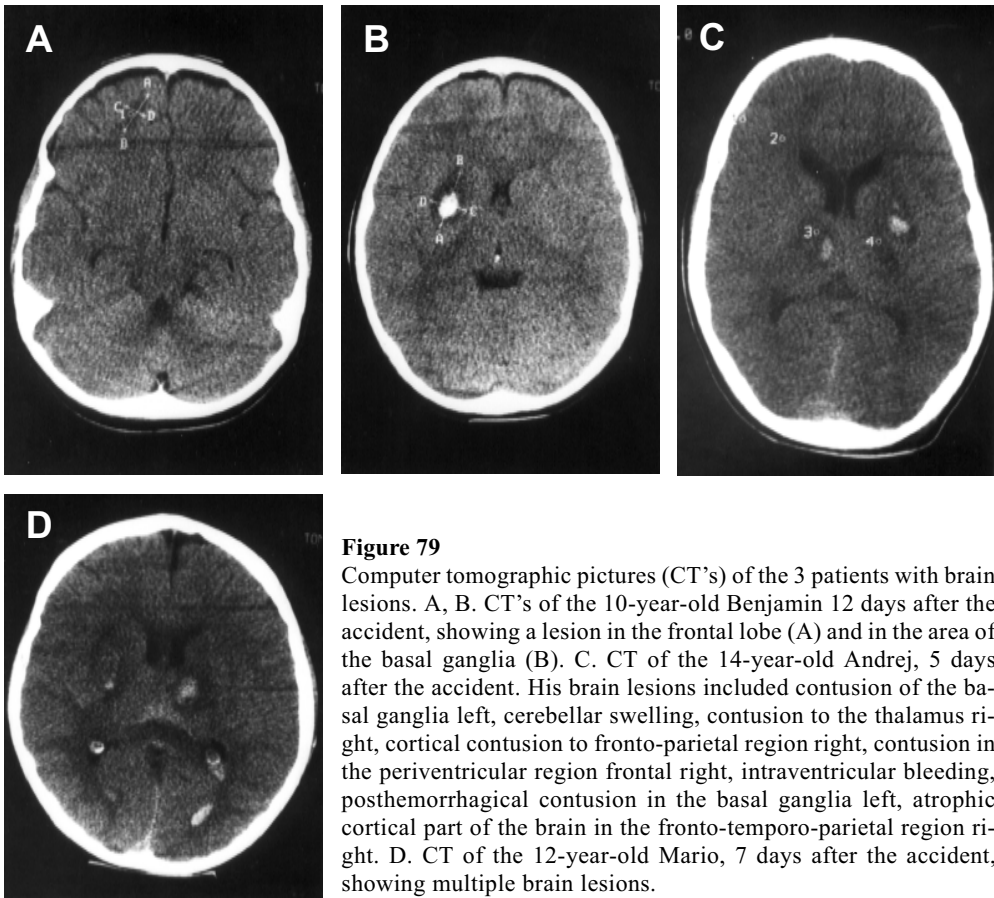 A
B
C
A
C
1
D
B
B
D
C
A
2
3
4
D
Figure 79
Computer tomographic pictures (CT’s) of the 3 patients with brain
lesions. A, B. CT’s of the 10-year-old Benjamin 12 days after the
accident, showing a lesion in the frontal lobe (A) and in the area of
the basal ganglia (B). C. CT of the 14-year-old Andrej, 5 days
after the accident. His brain lesions included contusion of the ba-
sal ganglia left, cerebellar swelling, contusion to the thalamus ri-
ght, cortical contusion to fronto-parietal region right, contusion in
the periventricular region frontal right, intraventricular bleeding,
posthemorrhagical contusion in the basal ganglia left, atrophic
cortical part of the brain in the fronto-temporo-parietal region ri-
ght. D. CT of the 12-year-old Mario, 7 days after the accident,
showing multiple brain lesions.